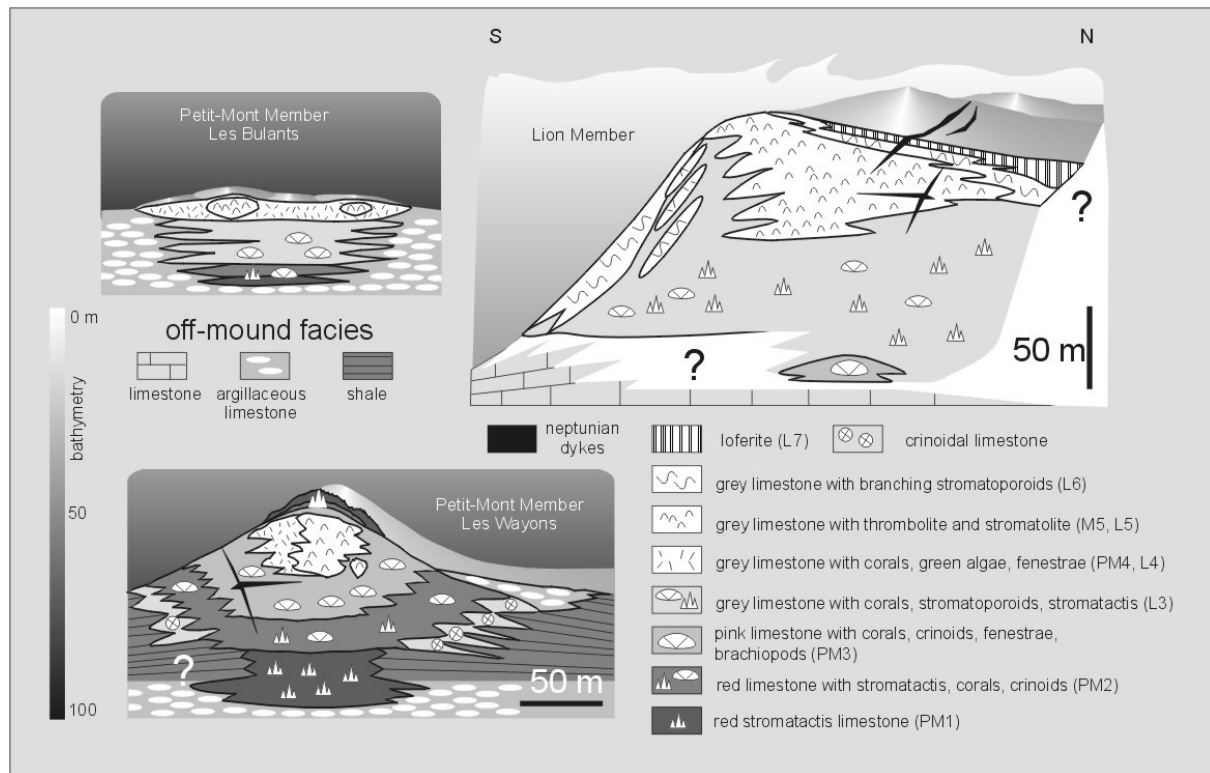 S
N
Petit-Mont Member
Les Bulants
Lion Member
?
?
50 m
0 m
50
100
bathymetry
off-mound facies
limestone
argillaceous
limestone
shale
neptunian
dykes
loferite (L7)
crinoidal limestone
grey limestone with branching stromatoporoids (L6)
grey limestone with thrombolite and stromatolite (M5, L5)
grey limestone with corals, green algae, fenestrae (PM4, L4)
grey limestone with corals, stromatoporoids, stromatactis (L3)
pink limestone with corals, crinoids, fenestrae,
brachiopods (PM3)
red limestone with stromatactis, corals, crinoids (PM2)
red stromatactis limestone (PM1)
Petit-Mont Member
Les Wayons
?
50 m